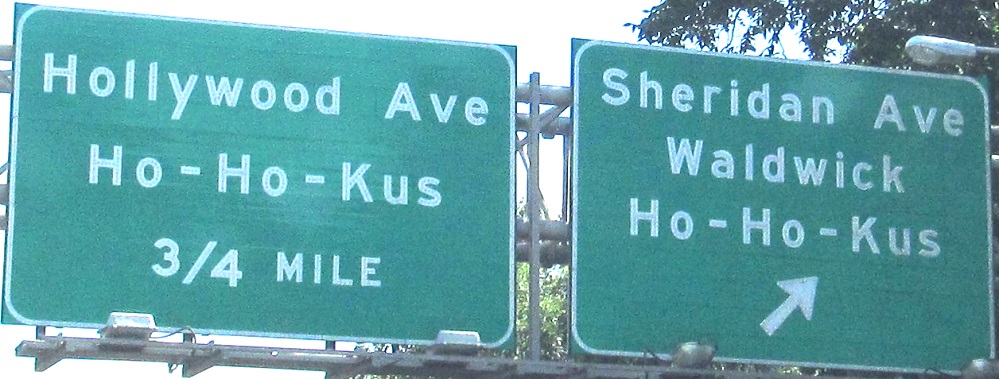 Hollywood Ave
Ho-Ho-Kus
3/4 MILE
Sheridan Ave
Waldwick
Ho-Ho-Kus